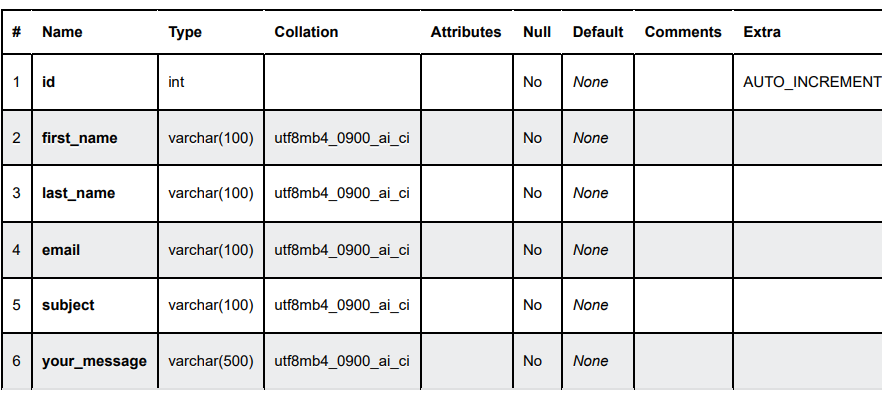 # Name Type Collation Attributes Null Default Comments Extra
1 id int No None AUTO_INCREMENT
2 first_name varchar(100) utf8mb4_0900_ai_ci No None
3 last_name varchar(100) utf8mb4_0900_ai_ci No None
4 email varchar(100) utf8mb4_0900_ai_ci No None
5 subject varchar(100) utf8mb4_0900_ai_ci No None
6 your_message varchar(500) utf8mb4_0900_ai_ci No None